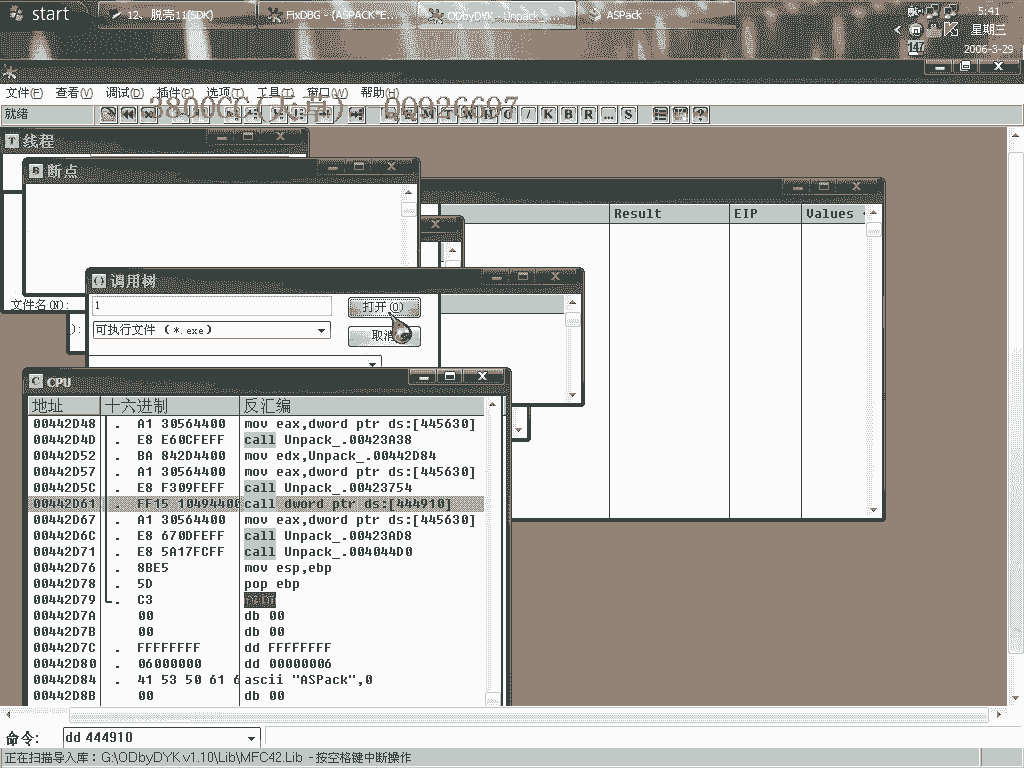 start
12、脱壳11(SDK)
FixDBG - (ASPACK*E...
ODbyDYK - Unpack_...
ASPack
5:41
星期三
147
2006-3-29
文件(F) 查看(V) 调试(D) 插件(P) 选项(T) 工具(T) 窗口(W) 帮助(H)
3800CC(天草) 00926697
就绪
/ K B R ... S
T 线程
B 断点
Result EIP Values
调用树
文件名(N):
1
打开(O)
可执行文件 (*.exe)
取消
C CPU
地址 十六进制 反汇编
00442D48 . A1 30564400 mov eax,dword ptr ds:[445630]
00442D4D . E8 E60CFEFF call Unpack_.00423A38
00442D52 . BA 842D4400 mov edx,Unpack_.00442D84
00442D57 . A1 30564400 mov eax,dword ptr ds:[445630]
00442D5C . E8 F309FEFF call Unpack_.00423754
00442D61 . FF15 10494400 call dword ptr ds:[444910]
00442D67 . A1 30564400 mov eax,dword ptr ds:[445630]
00442D6C . E8 670DFEFF call Unpack_.00423AD8
00442D71 . E8 5A17FCFF call Unpack_.004044D0
00442D76 . 8BE5 mov esp,ebp
00442D78 . 5D pop ebp
00442D79 . C3
00442D7A 00 db 00
00442D7B 00 db 00
00442D7C . FFFFFFFF dd FFFFFFFF
00442D80 . 06000000 dd 00000006
00442D84 . 41 53 50 61 6 ascii "ASPack",0
00442D8B 00 db 00
命令: dd 444910
正在扫描导入库：G:\ODbyDYK v1.10\Lib\MFC42.Lib - 按空格键中断操作